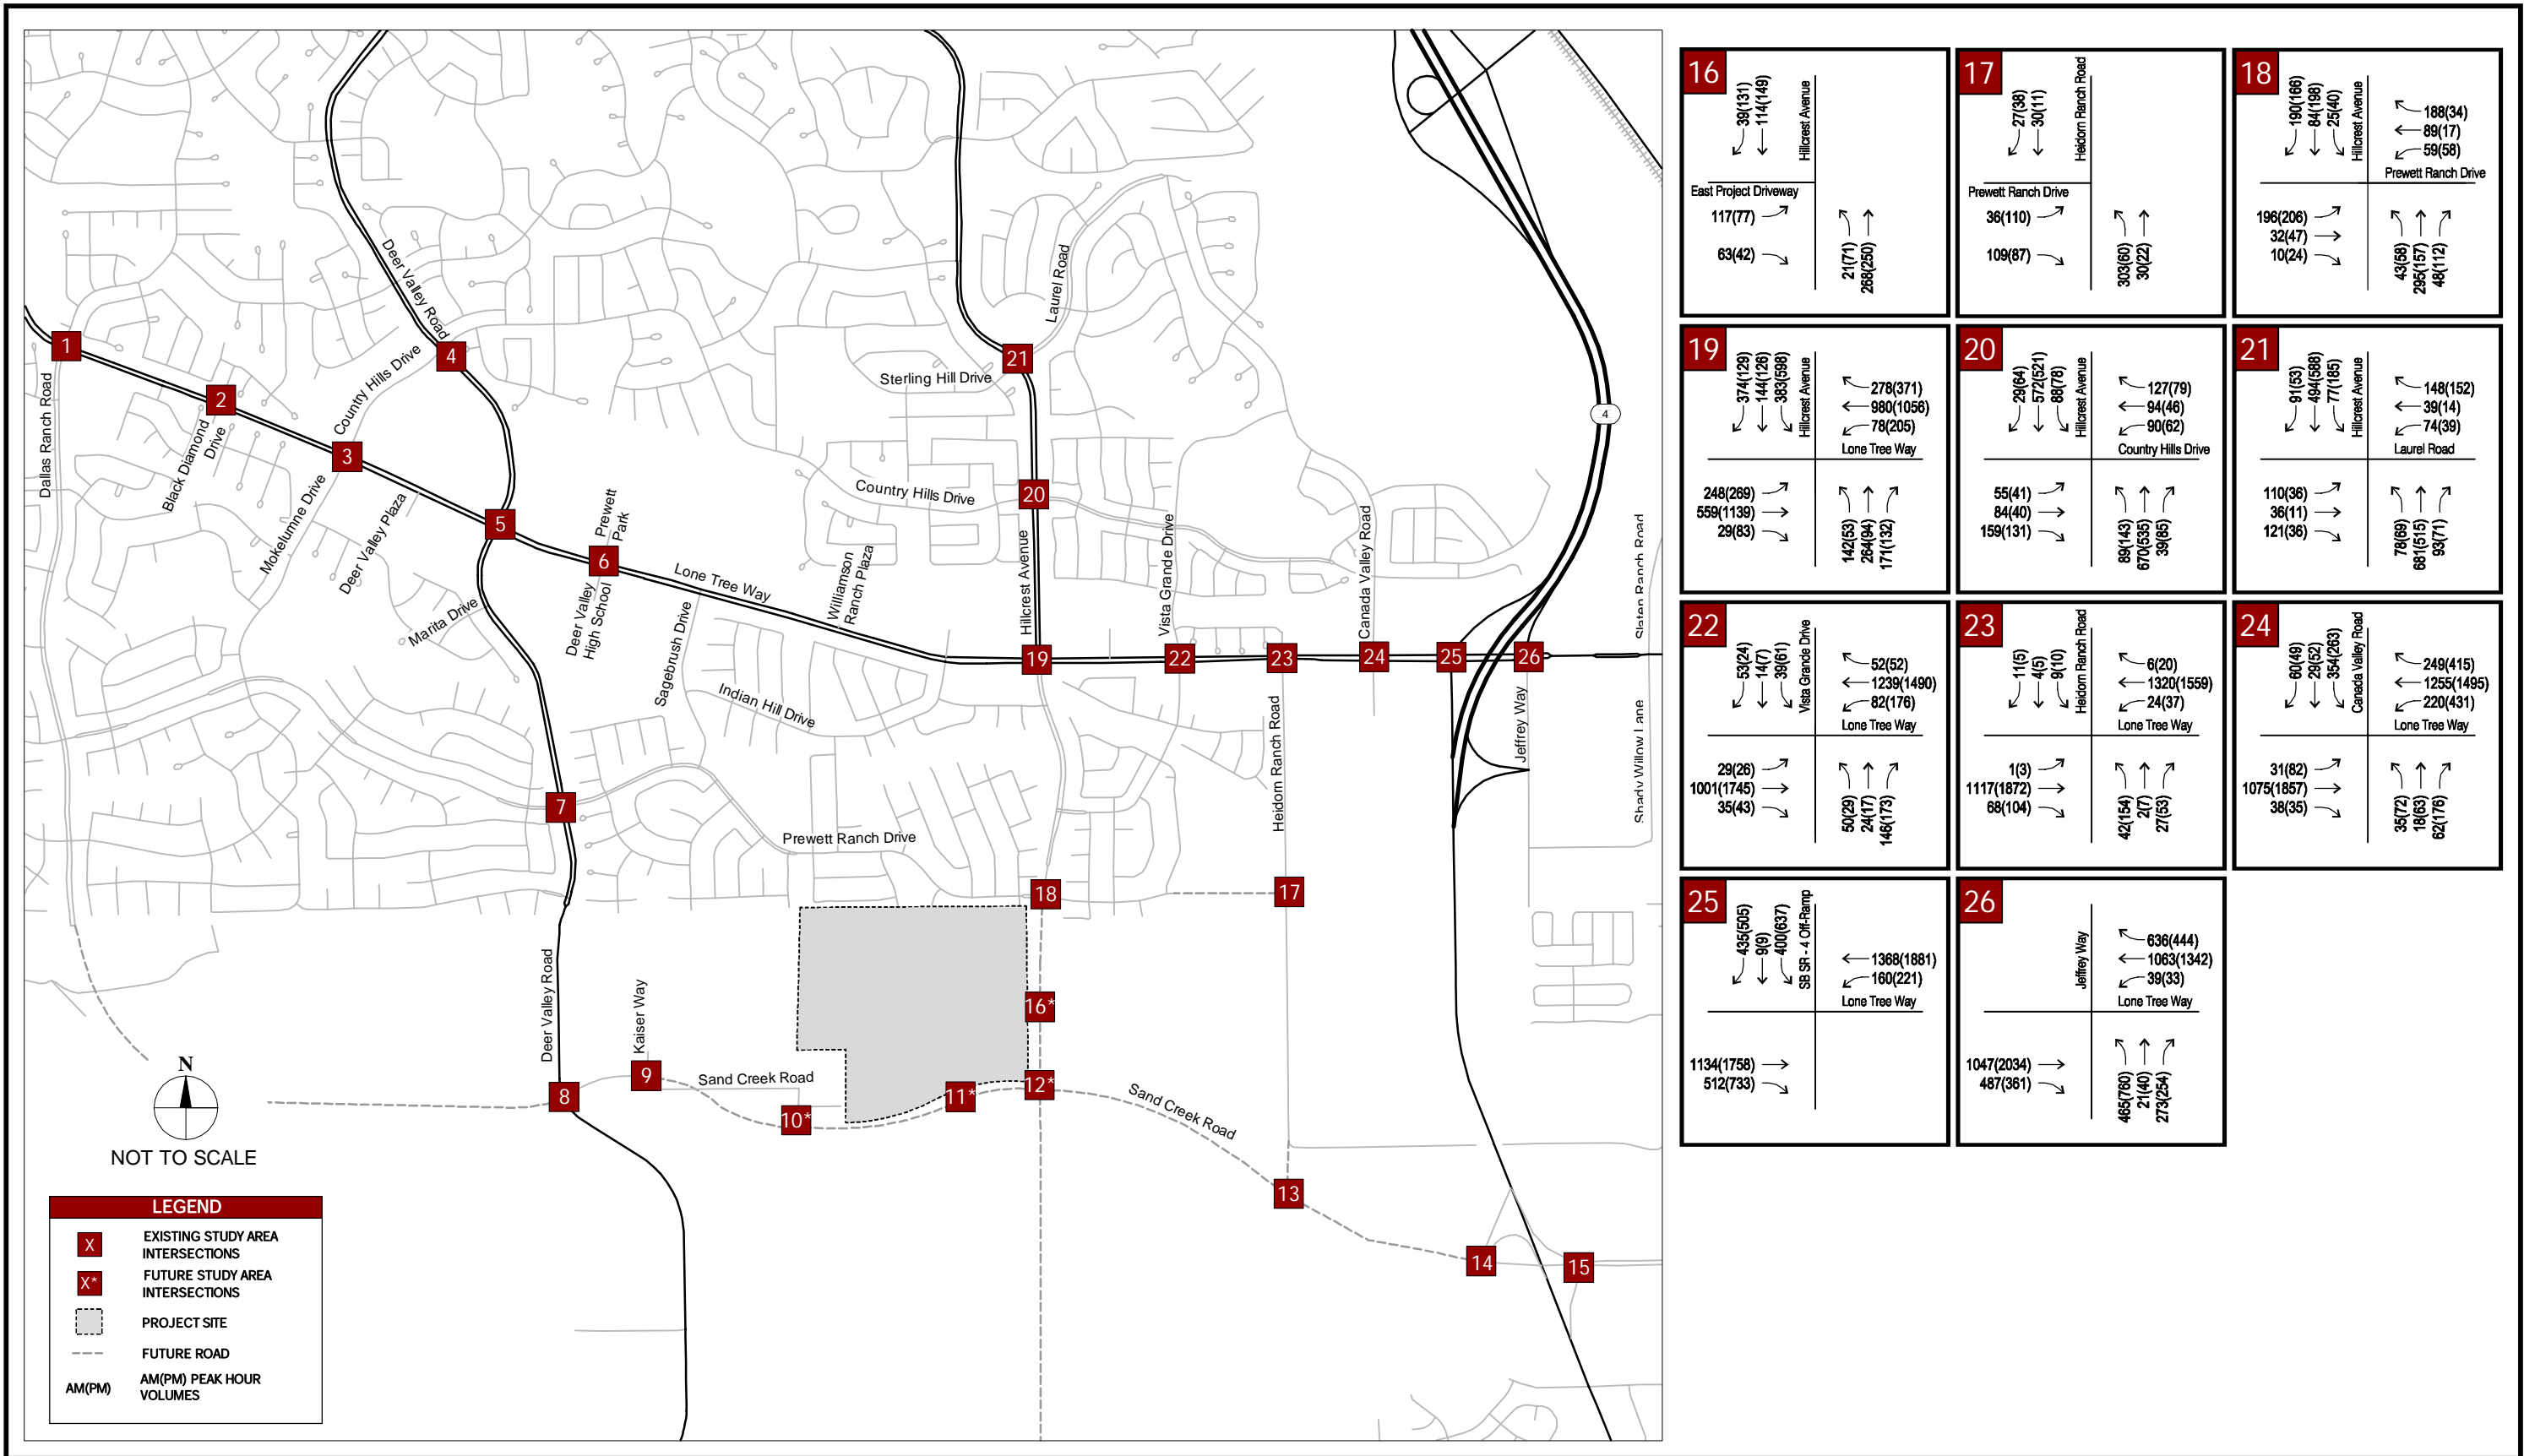 Dallas Ranch Road
1
2
Black Diamond
Drive
3
Country Hills Drive
Mokelumne Drive
Deer Valley Plaza
Deer Valley Road
4
5
Prewett
Park
6
Deer Valley
High School
Marita Drive
Lone Tree Way
Sagebrush Drive
Indian Hill Drive
Williamson
Ranch Plaza
7
Prewett Ranch Drive
Laurel Road
21
Sterling Hill Drive
Country Hills Drive
20
Hillcrest Avenue
19
Vista Grande Drive
22
23
Canada Valley Road
24
25
26
4
Slaten Ranch Road
Jeffrey Way
Shady Willow Lane
Heidorn Ranch Road
18
17
16*
Deer Valley Road
Kaiser Way
8
9
Sand Creek Road
10*
11*
12*
Sand Creek Road
13
14
15
N
NOT TO SCALE
LEGEND
X
EXISTING STUDY AREA
INTERSECTIONS
X*
FUTURE STUDY AREA
INTERSECTIONS
PROJECT SITE
FUTURE ROAD
AM(PM)
AM(PM) PEAK HOUR
VOLUMES
16
39(131)
114(149)
Hillcrest Avenue
East Project Driveway
117(77)
63(42)
21(71)
268(250)
17
27(38)
30(11)
Heidorn Ranch Road
Prewett Ranch Drive
36(110)
109(87)
303(60)
30(22)
18
190(166)
84(198)
25(40)
Hillcrest Avenue
188(34)
89(17)
59(58)
Prewett Ranch Drive
196(206)
32(47)
10(24)
43(58)
295(157)
48(112)
19
374(129)
144(126)
383(598)
Hillcrest Avenue
278(371)
980(1056)
78(205)
Lone Tree Way
248(269)
559(1139)
29(83)
142(53)
264(94)
171(132)
20
29(64)
572(521)
88(78)
Hillcrest Avenue
127(79)
94(46)
90(62)
Country Hills Drive
55(41)
84(40)
159(131)
89(143)
670(535)
39(85)
21
91(53)
494(588)
77(185)
Hillcrest Avenue
148(152)
39(14)
74(39)
Laurel Road
110(36)
36(11)
121(36)
78(69)
681(515)
93(71)
22
53(24)
14(7)
39(61)
Vista Grande Drive
52(52)
1239(1490)
82(176)
Lone Tree Way
29(26)
1001(1745)
35(43)
50(29)
24(17)
146(173)
23
11(5)
4(5)
9(10)
Heidorn Ranch Road
6(20)
1320(1559)
24(37)
Lone Tree Way
1(3)
1117(1872)
68(104)
42(154)
2(7)
27(53)
24
60(49)
29(52)
354(263)
Canada Valley Road
249(415)
1255(1495)
220(431)
Lone Tree Way
31(82)
1075(1857)
38(35)
35(72)
18(63)
62(176)
25
435(505)
9(9)
400(637)
SB SR - 4 Off-Ramp
1368(1881)
160(221)
Lone Tree Way
1134(1758)
512(733)
26
Jeffrey Way
636(444)
1063(1342)
39(33)
Lone Tree Way
1047(2034)
487(361)
465(760)
21(40)
273(254)